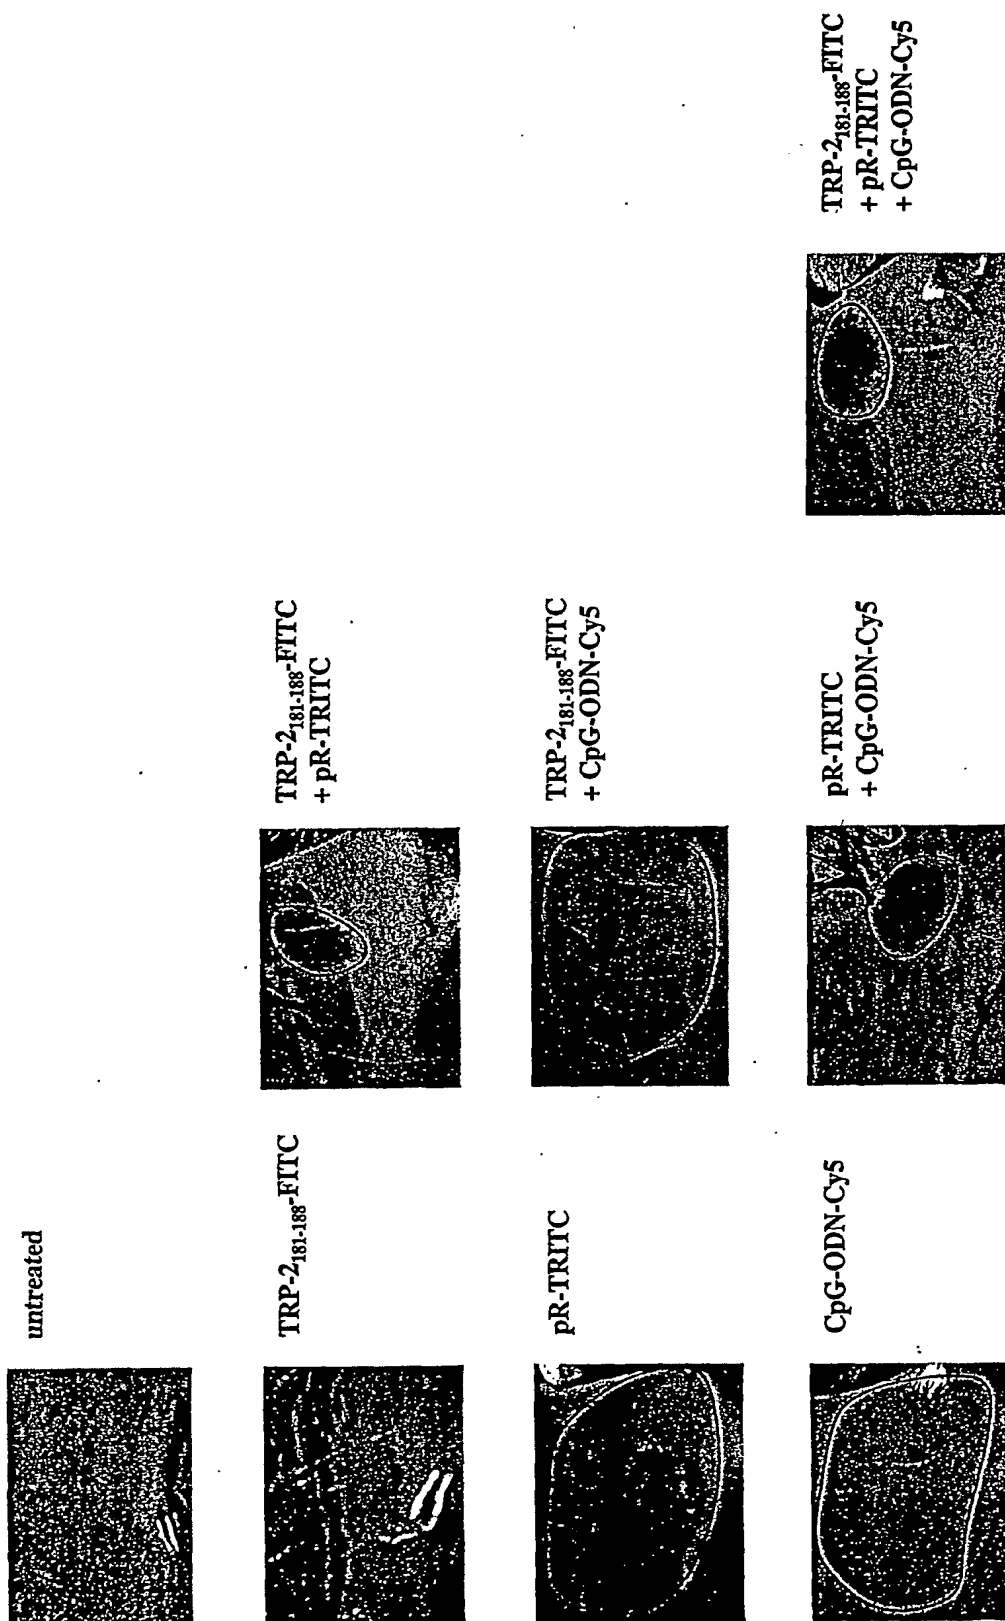 untreated
TRP-2₁₈₁₋₁₈₈-FITC
pR-TRITC
CpG-ODN-Cy5
TRP-2₁₈₁₋₁₈₈-FITC
+ pR-TRITC
TRP-2₁₈₁₋₁₈₈-FITC
+ CpG-ODN-Cy5
pR-TRITC
+ CpG-ODN-Cy5
TRP-2₁₈₁₋₁₈₈-FITC
+ pR-TRITC
+ CpG-ODN-Cy5